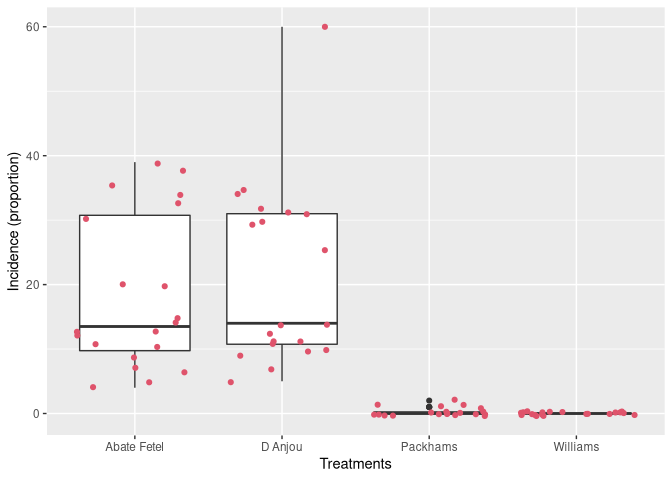 Incidence (proportion)
60
40
20
0
Abate Fetel
D Anjou
Packhams
Williams
Treatments